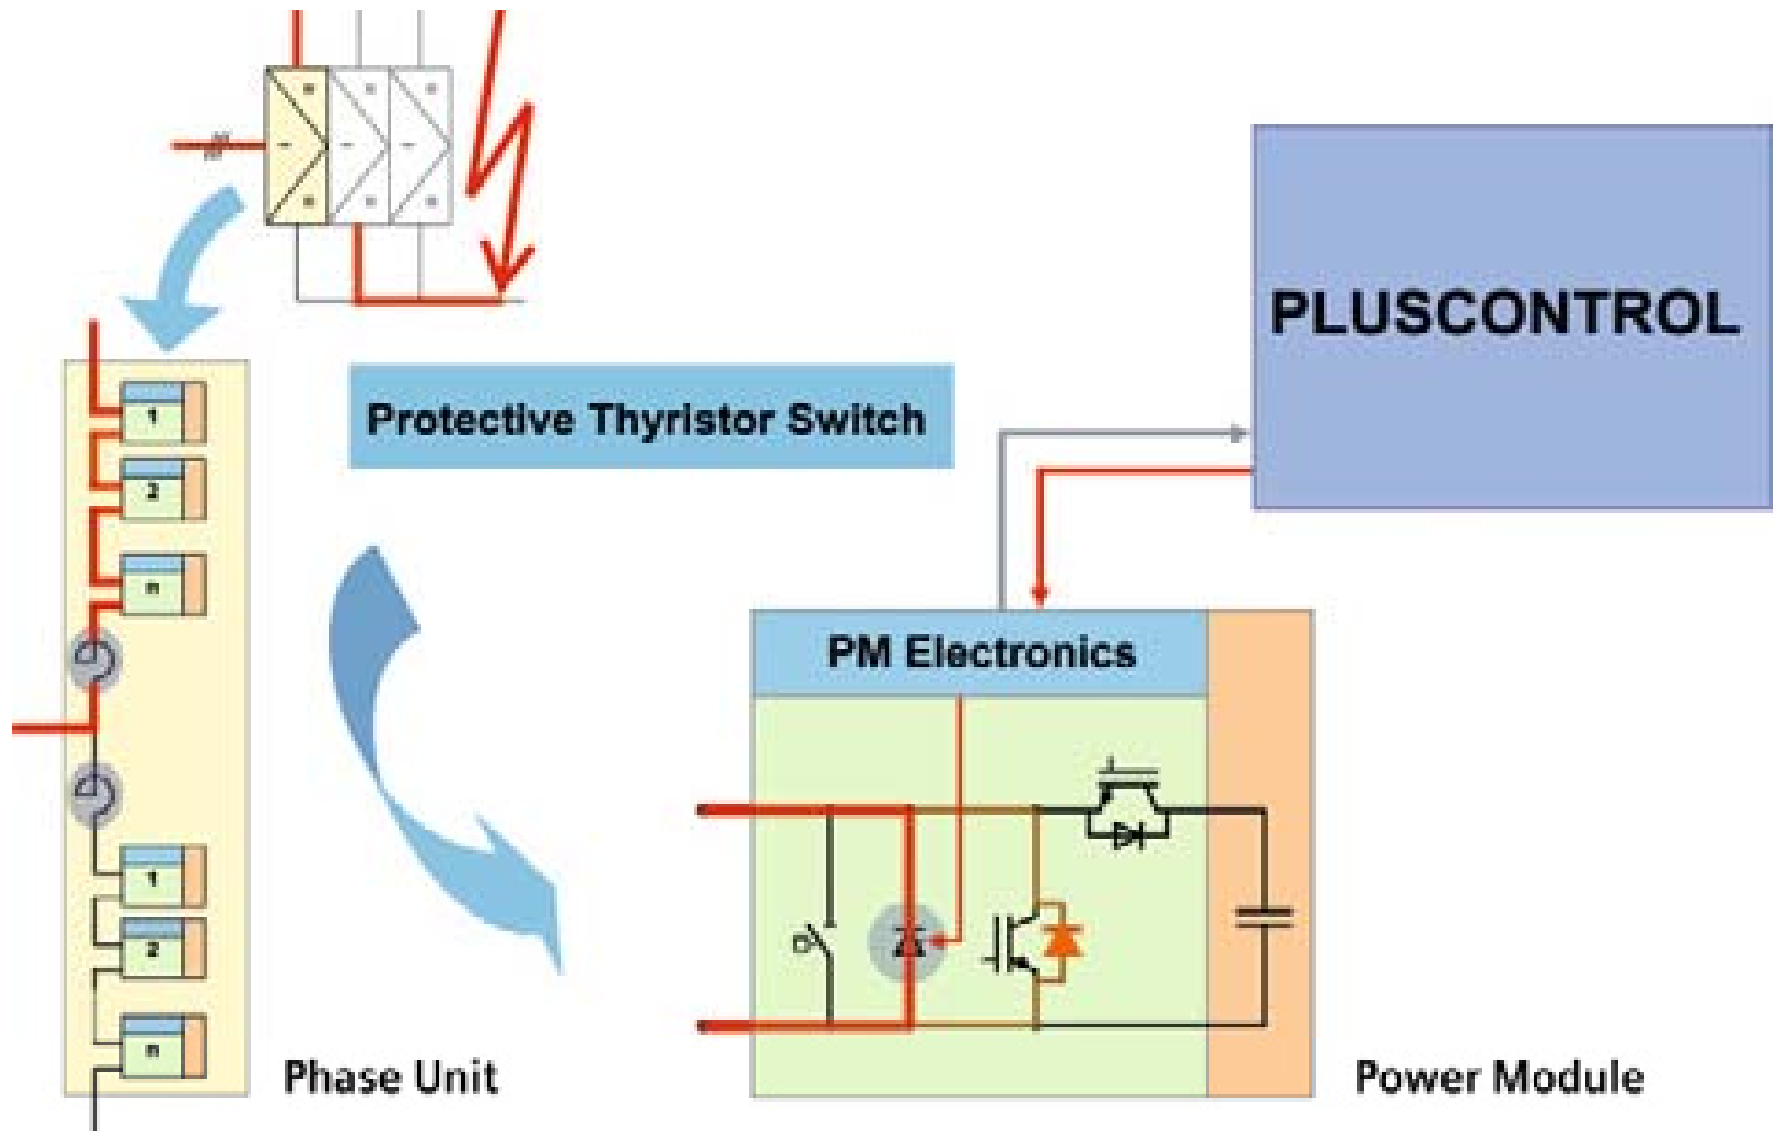 PLUSCONTROL
Protective Thyristor Switch
1
2
n
PM Electronics
1
2
n
Phase Unit
Power Module